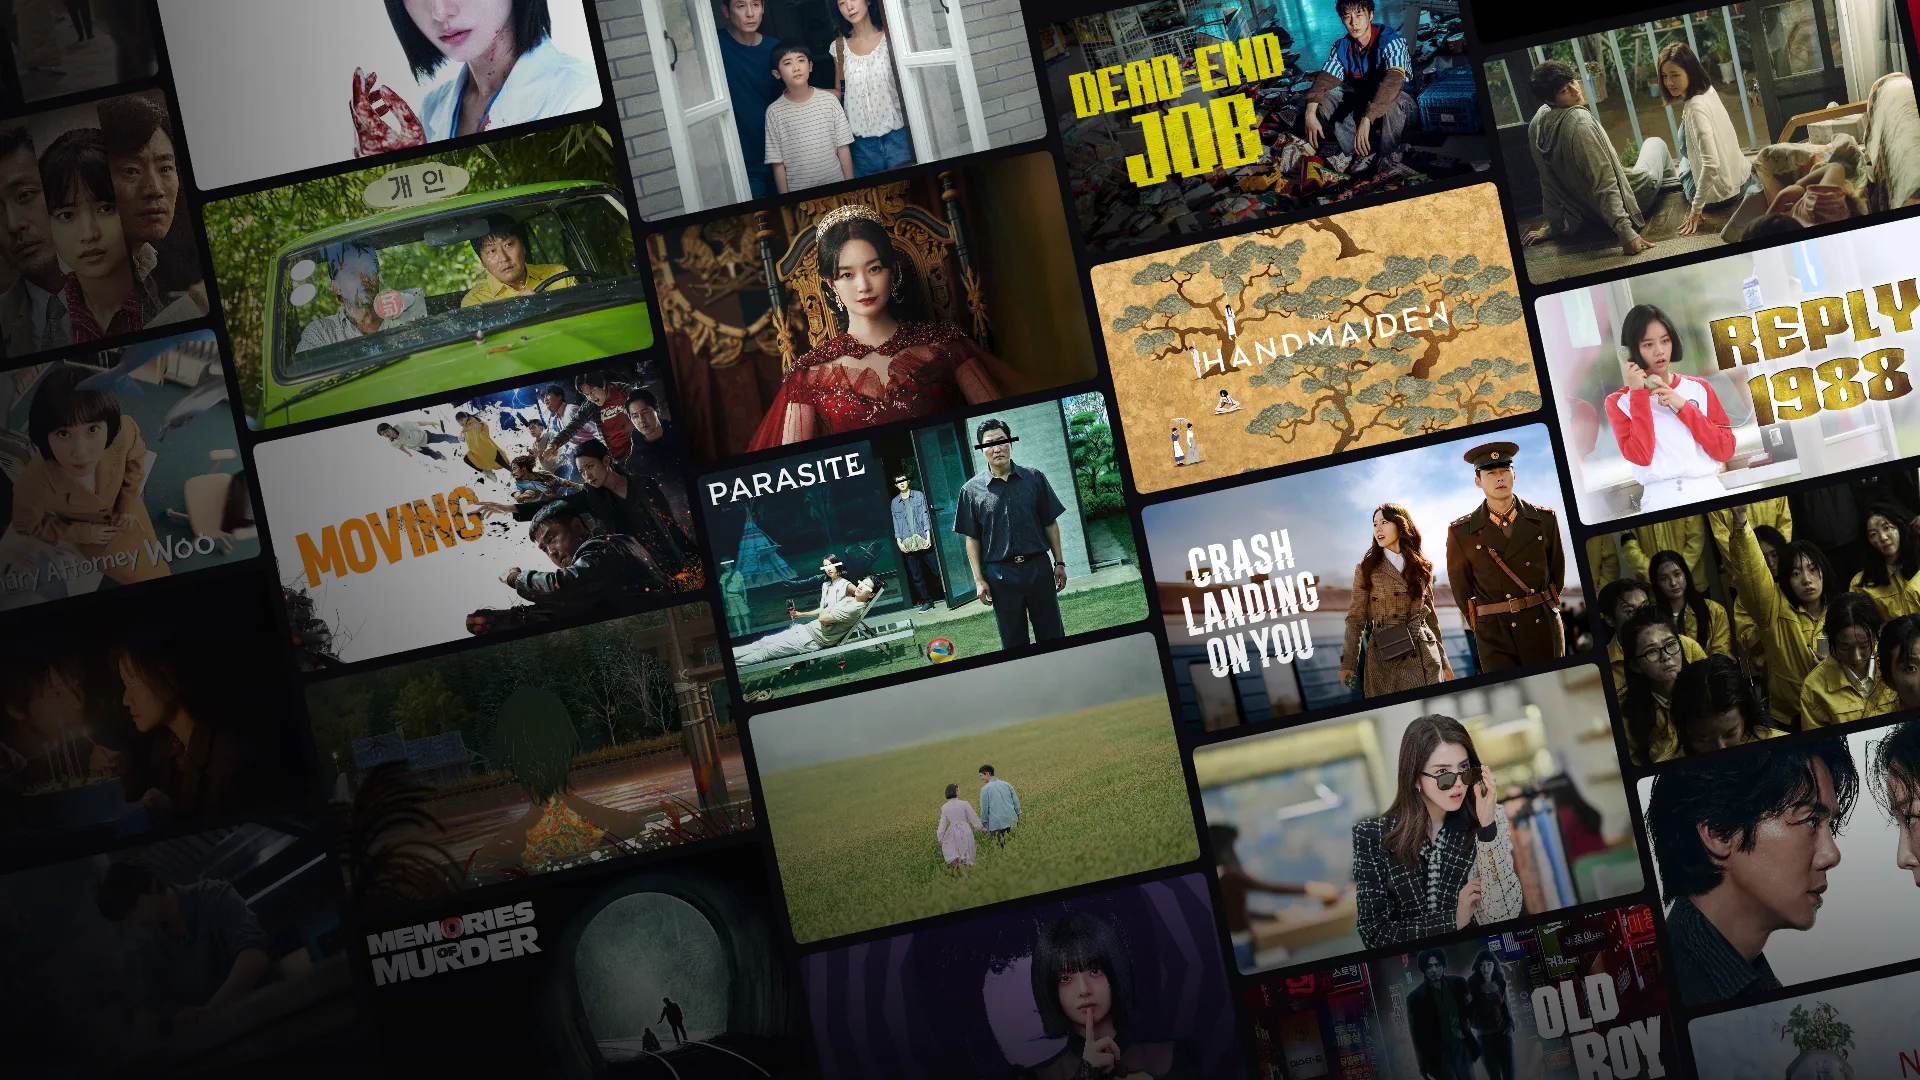 DEAD-END
JOB
개인
THE
HANDMAIDEN
REPLY
1988
MOVING
PARASITE
CRASH
LANDING
ON YOU
Attorney Woo
MEMORIES
OF
MURDER
OLD
BOY
N